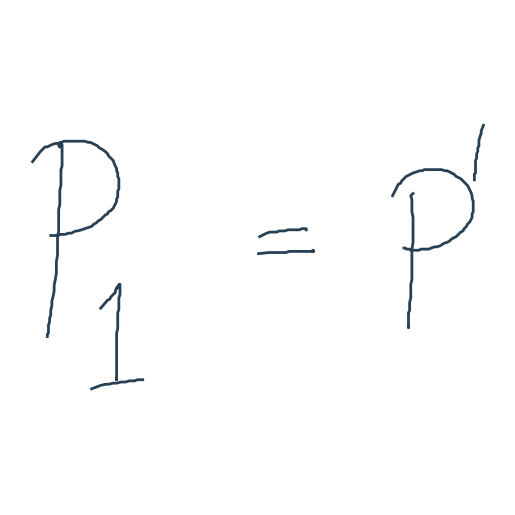 P₁ = P'